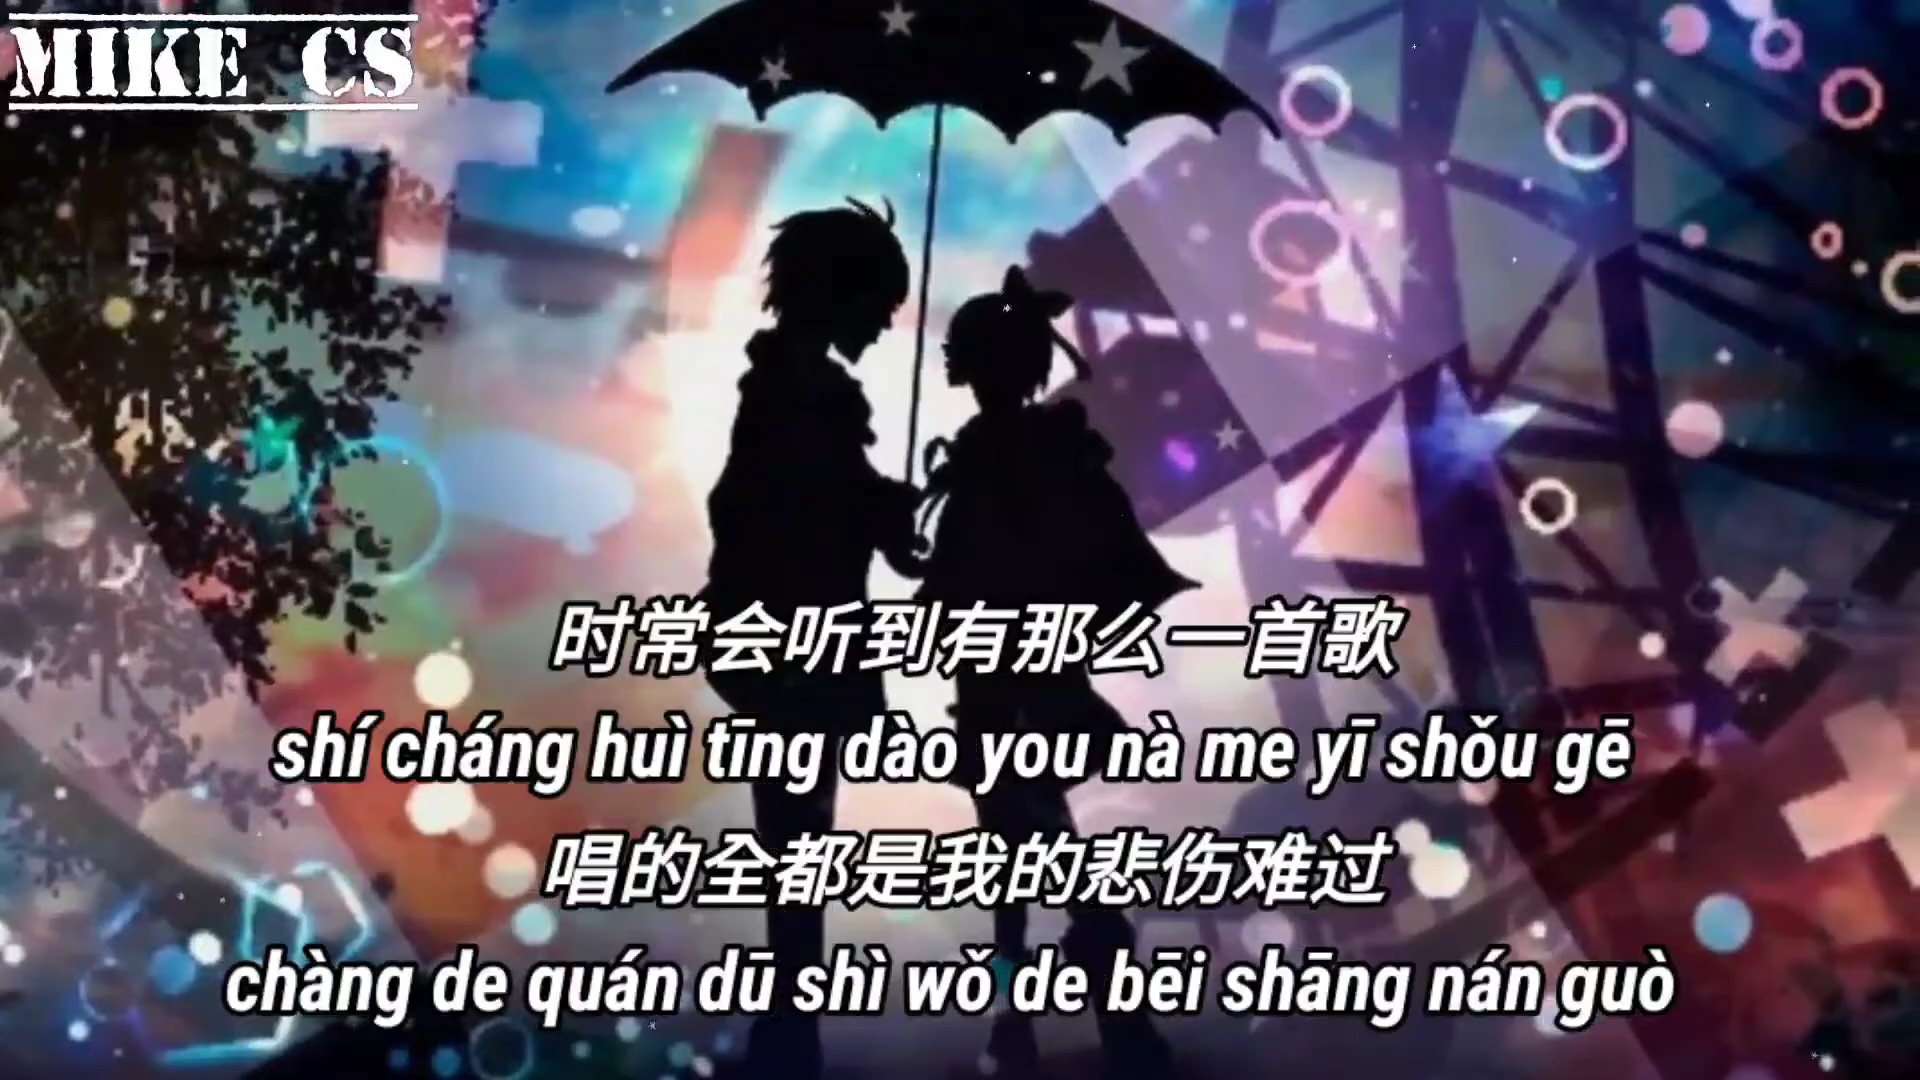 MIKE CS
时常会听到有那么一首歌
shí cháng huì tīng dào you nà me yī shǒu gē
唱的全都是我的悲伤难过
chàng de quán dū shì wǒ de bēi shāng nán guò